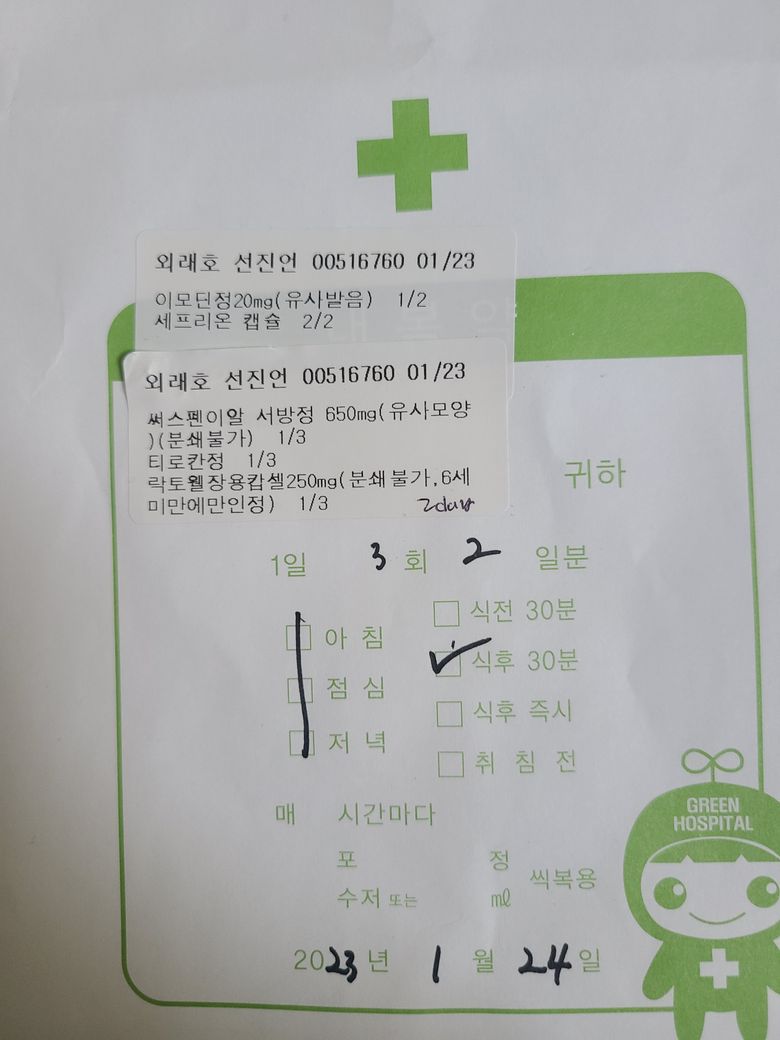 외래호 선진언 00516760 01/23
이모딘정20mg(유사발음) 1/2
세프리온 캡슐 2/2
외래호 선진언 00516760 01/23
써스펜이알 서방정 650mg(유사모양
)(분쇄불가) 1/3
티로칸정 1/3
락토웰장용캅셀250mg(분쇄불가,6세
미만에만인정) 1/3 2day
귀하
1일 3 회 2 일분
아침
점심
저녁
식전 30분
식후 30분
식후 즉시
취침전
매 시간마다
포 정
수저 또는 ㎖ 씩복용
GREEN
HOSPITAL
2023년 1월 24일